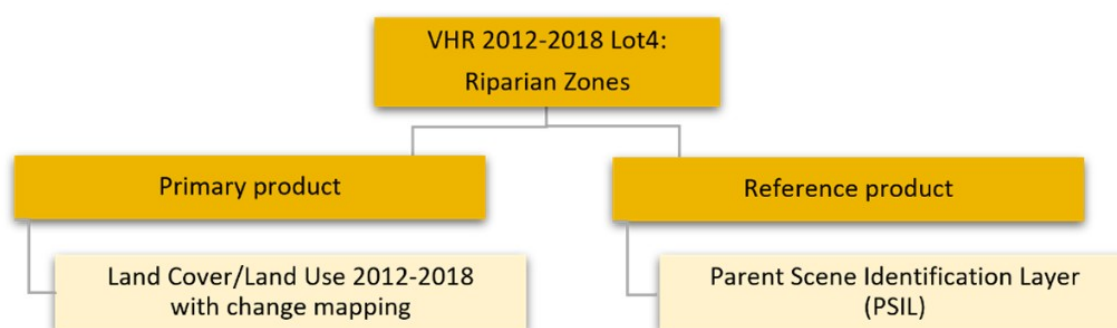 VHR 2012-2018 Lot4:
Riparian Zones
Primary product
Reference product
Land Cover/Land Use 2012-2018
with change mapping
Parent Scene Identification Layer
(PSIL)